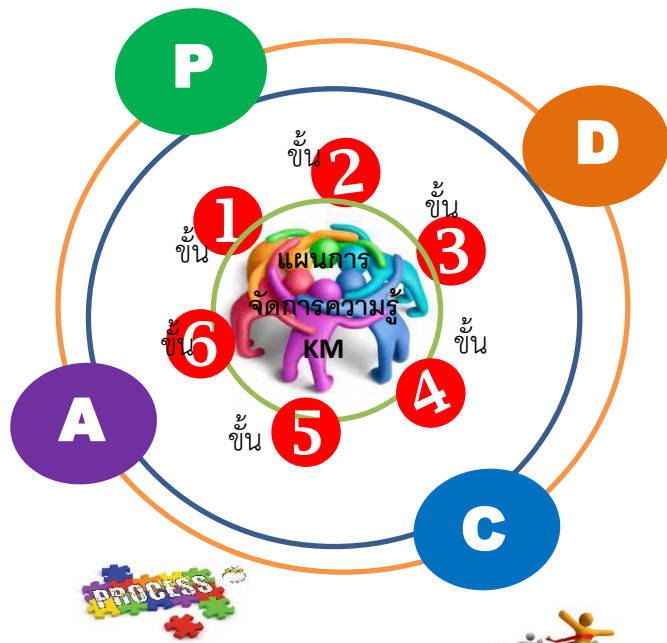 P
D
ขั้น 2
ขั้น 1
ขั้น 3
แผนการ
จัดการความรู้
KM
ขั้น 6
ขั้น 4
ขั้น 5
A
C
PROCESS